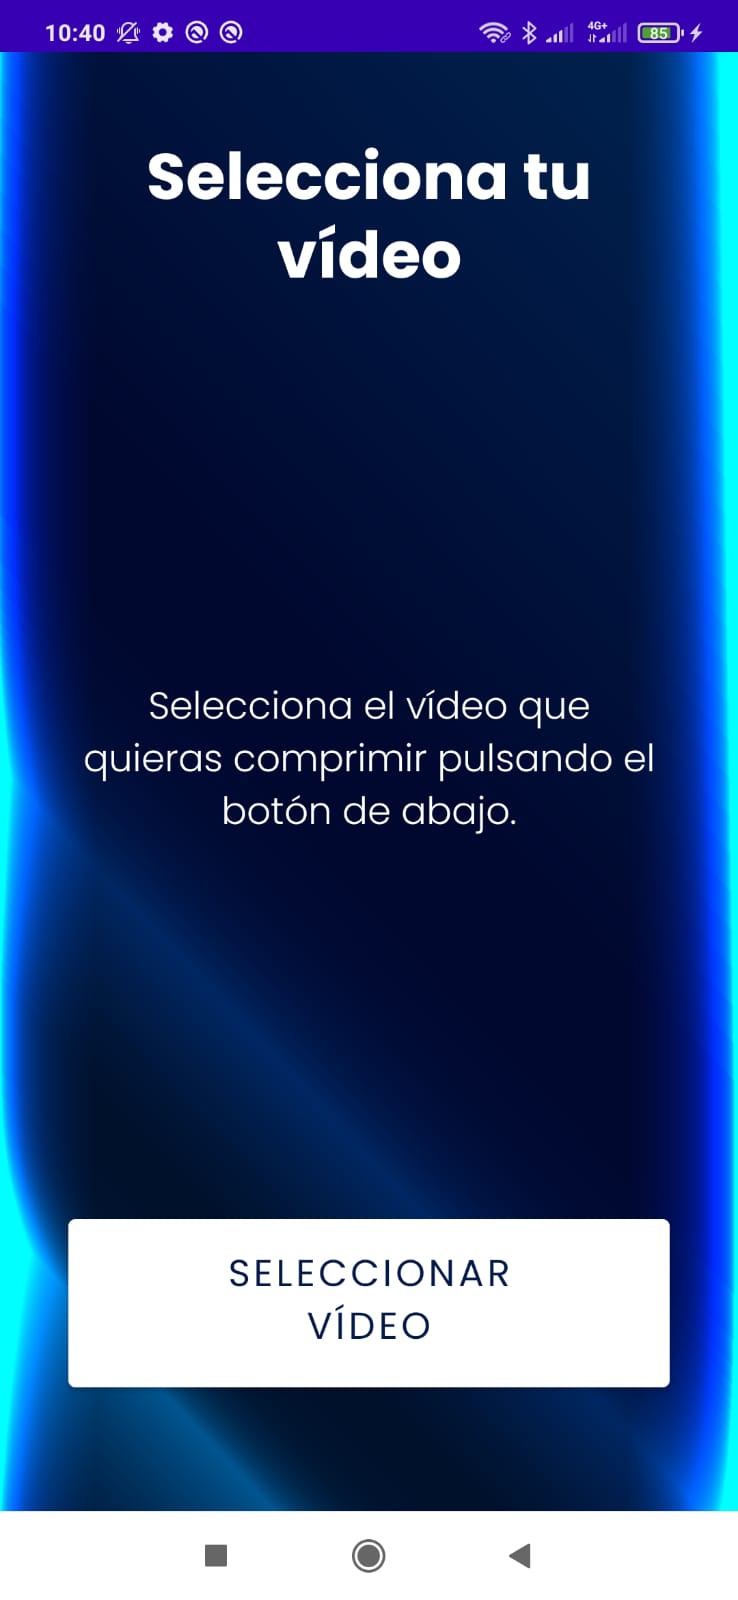 10:40 4G+ 85
Selecciona tu
vídeo
Selecciona el vídeo que
quieras comprimir pulsando el
botón de abajo.
SELECCIONAR
VÍDEO